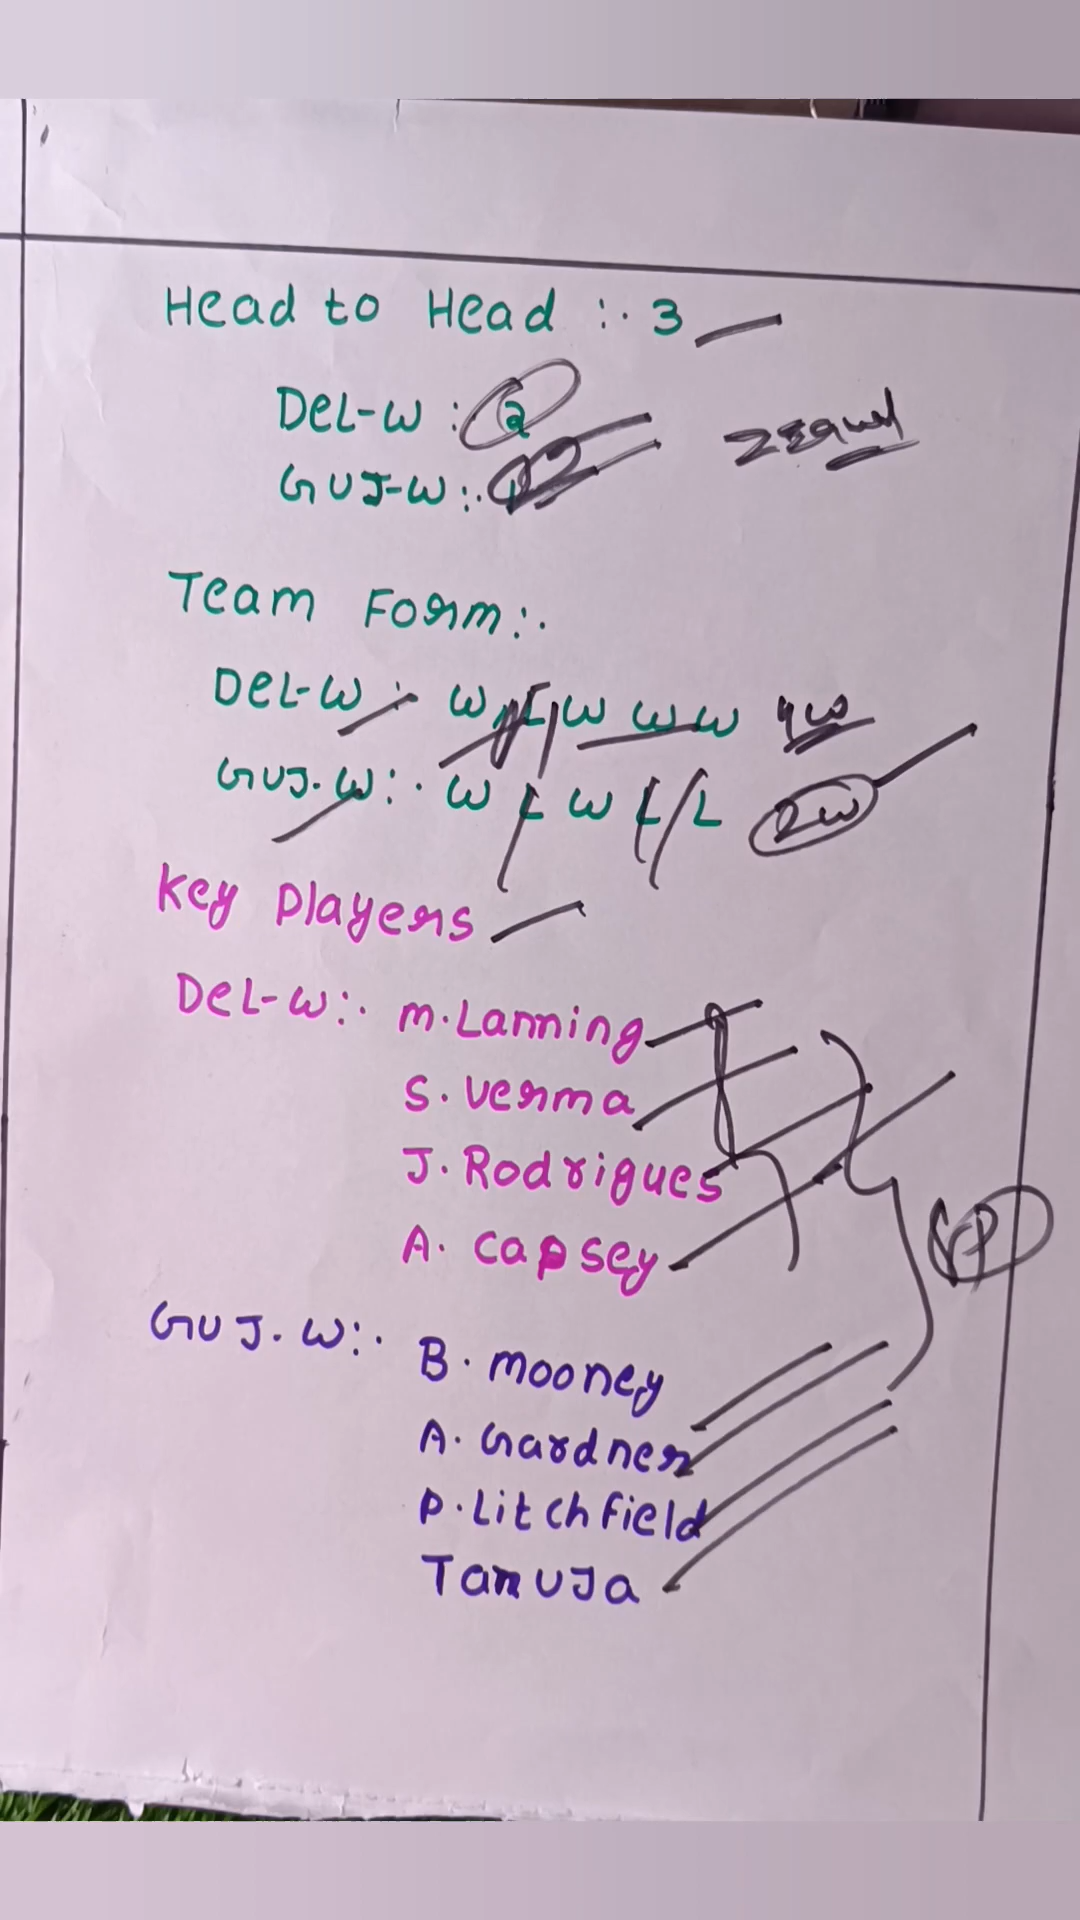 Head to Head :. 3
DeL-W : 2
GUJ-W :.
Team Form :.
DeL-W :. W L W W W 4W
GUJ.W :. W L W L L 2W
Key Players
DeL-W :. M. Lanning
S. Verma
J. Rodrigues
A. Capsey
GUJ. W :. B. Mooney
A. Gardner
P. Litchfield
Tanuja